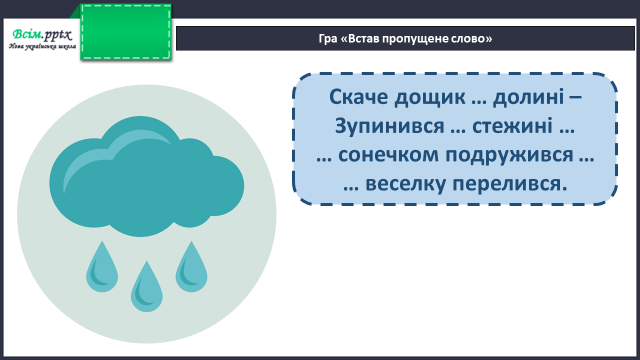 Всім.pptx
Нова українська школа
Гра «Встав пропущене слово»
Скаче дощик ... долині –
Зупинився ... стежині ...
... сонечком подружився ...
... веселку перелився.